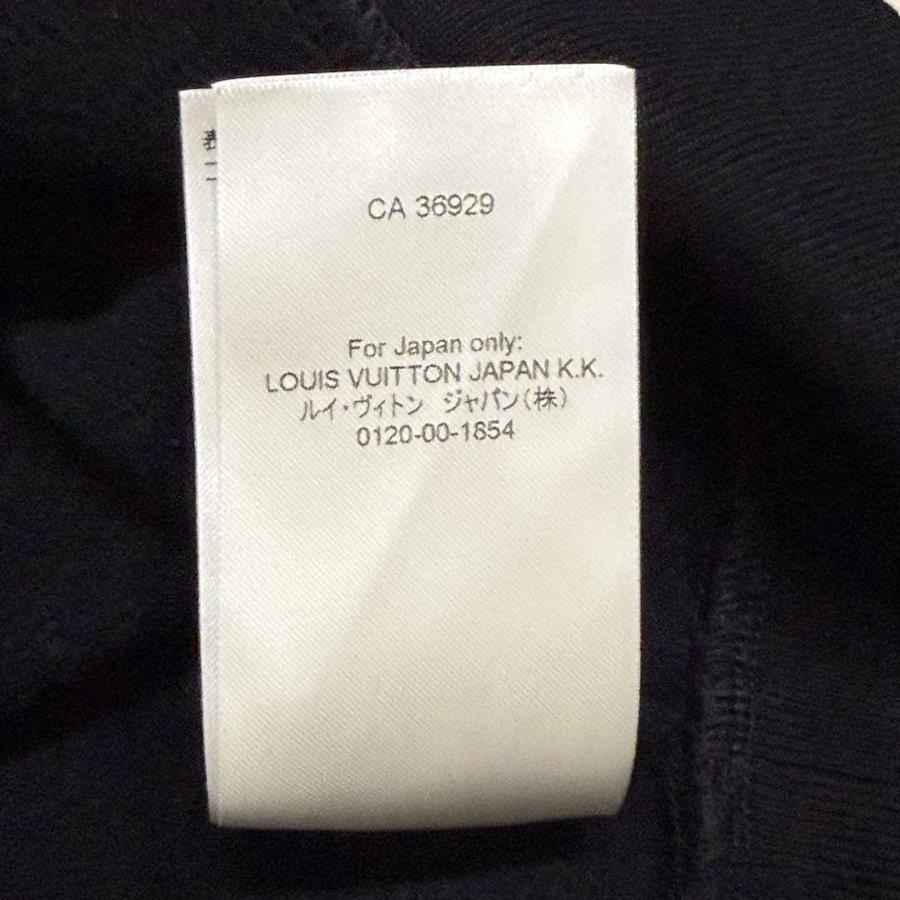 表
CA 36929
For Japan only:
LOUIS VUITTON JAPAN K.K.
ルイ・ヴィトン ジャパン(株)
0120-00-1854